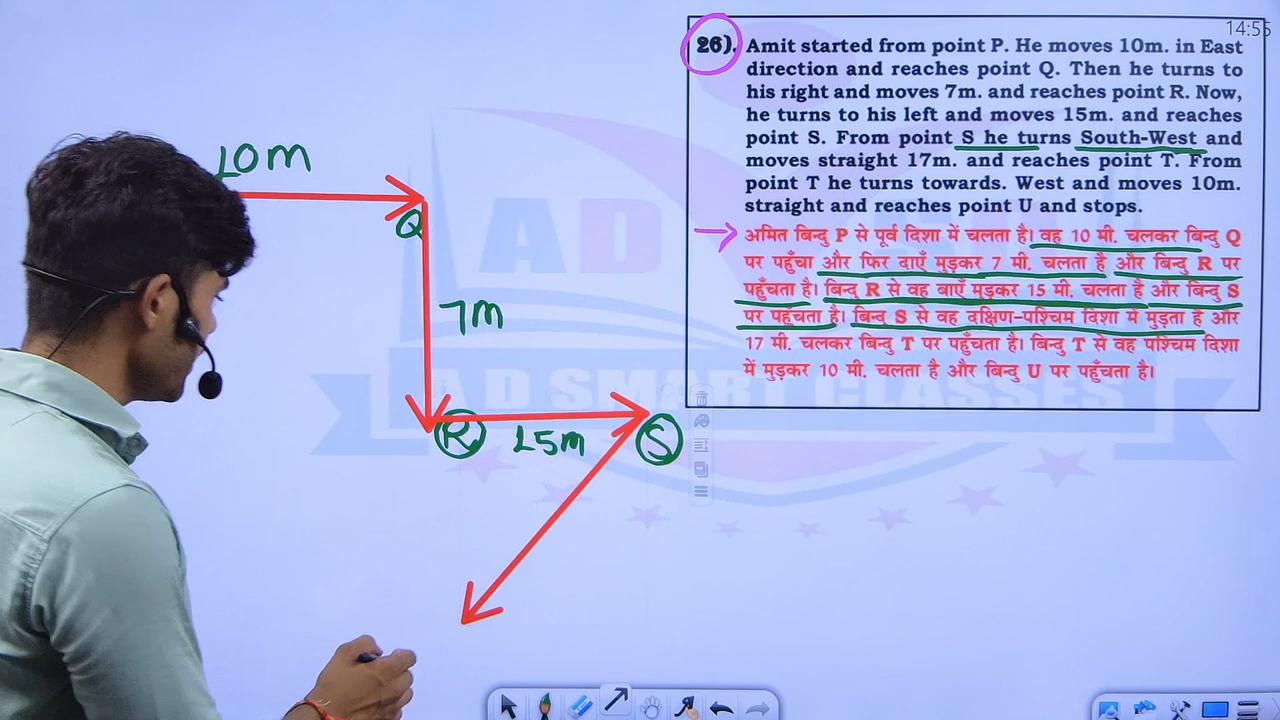 14:55
26). Amit started from point P. He moves 10m. in East
direction and reaches point Q. Then he turns to
his right and moves 7m. and reaches point R. Now,
he turns to his left and moves 15m. and reaches
point S. From point S he turns South-West and
moves straight 17m. and reaches point T. From
point T he turns towards. West and moves 10m.
straight and reaches point U and stops.
अमित बिन्दु P से पूर्व दिशा में चलता है। वह 10 मी. चलकर बिन्दु Q
पर पहुँचा और फिर दाएँ मुड़कर 7 मी. चलता है और बिन्दु R पर
पहुँचता है। बिन्दु R से वह बाएँ मुड़कर 15 मी. चलता है और बिन्दु S
पर पहुंचता है। बिन्दु S से वह दक्षिण-पश्चिम दिशा में मुड़ता है और
17 मी. चलकर बिन्दु T पर पहुँचता है। बिन्दु T से वह पश्चिम दिशा
में मुड़कर 10 मी. चलता है और बिन्दु U पर पहुँचता है।
10m
Q
7m
R
15m
S
A D SMART CLASSES